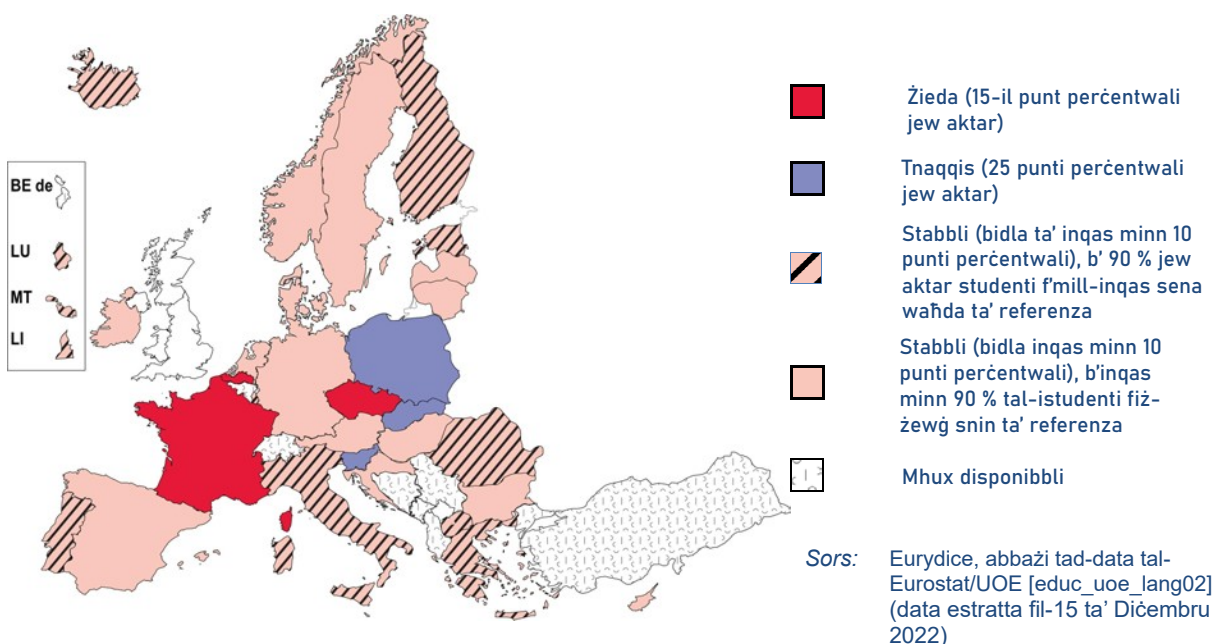 BE de
LU
MT
LI
Żieda (15-il punt perċentwali
jew aktar)
Tnaqqis (25 punti perċentwali
jew aktar)
Stabbli (bidla ta’ inqas minn 10
punti perċentwali), b’ 90 % jew
aktar studenti f’mill-inqas sena
waħda ta’ referenza
Stabbli (bidla inqas minn 10
punti perċentwali), b’inqas
minn 90 % tal-istudenti fiż-
żewġ snin ta’ referenza
Mhux disponibbli
Sors: Eurydice, abbażi tad-data tal-
Eurostat/UOE [educ_uoe_lang02]
(data estratta fil-15 ta’ Diċembru
2022)